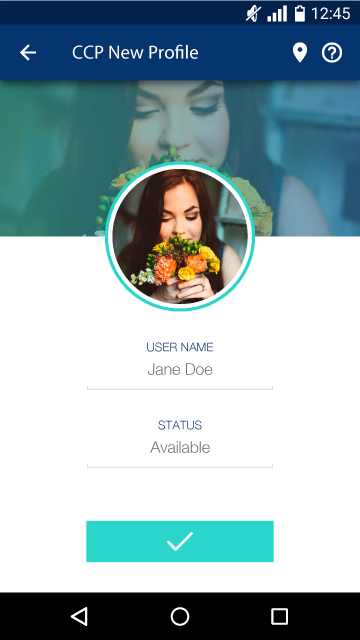 12:45
CCP New Profile
USER NAME
Jane Doe
STATUS
Available